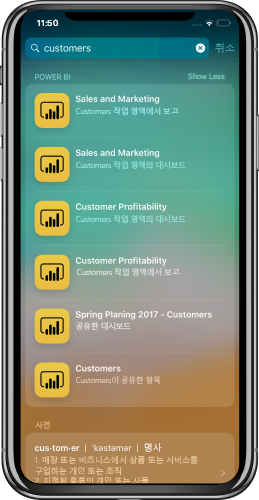 11:50
customers
취소
POWER BI
Show Less
Sales and Marketing
Customers 작업 영역에서 보고
Sales and Marketing
Customers 작업 영역의 대시보드
Customer Profitability
Customers 작업 영역의 대시보드
Customer Profitability
Customers 작업 영역에서 보고
Spring Planing 2017 - Customers
공유한 대시보드
Customers
Customers이 공유한 항목
사전
cus·tom·er | ˈkəstəmər | 명사
1. 매장 또는 비즈니스에서 상품 또는 서비스를
구입하는 개인 또는 조직
2. 지정된 종류의 개인 또는 사물